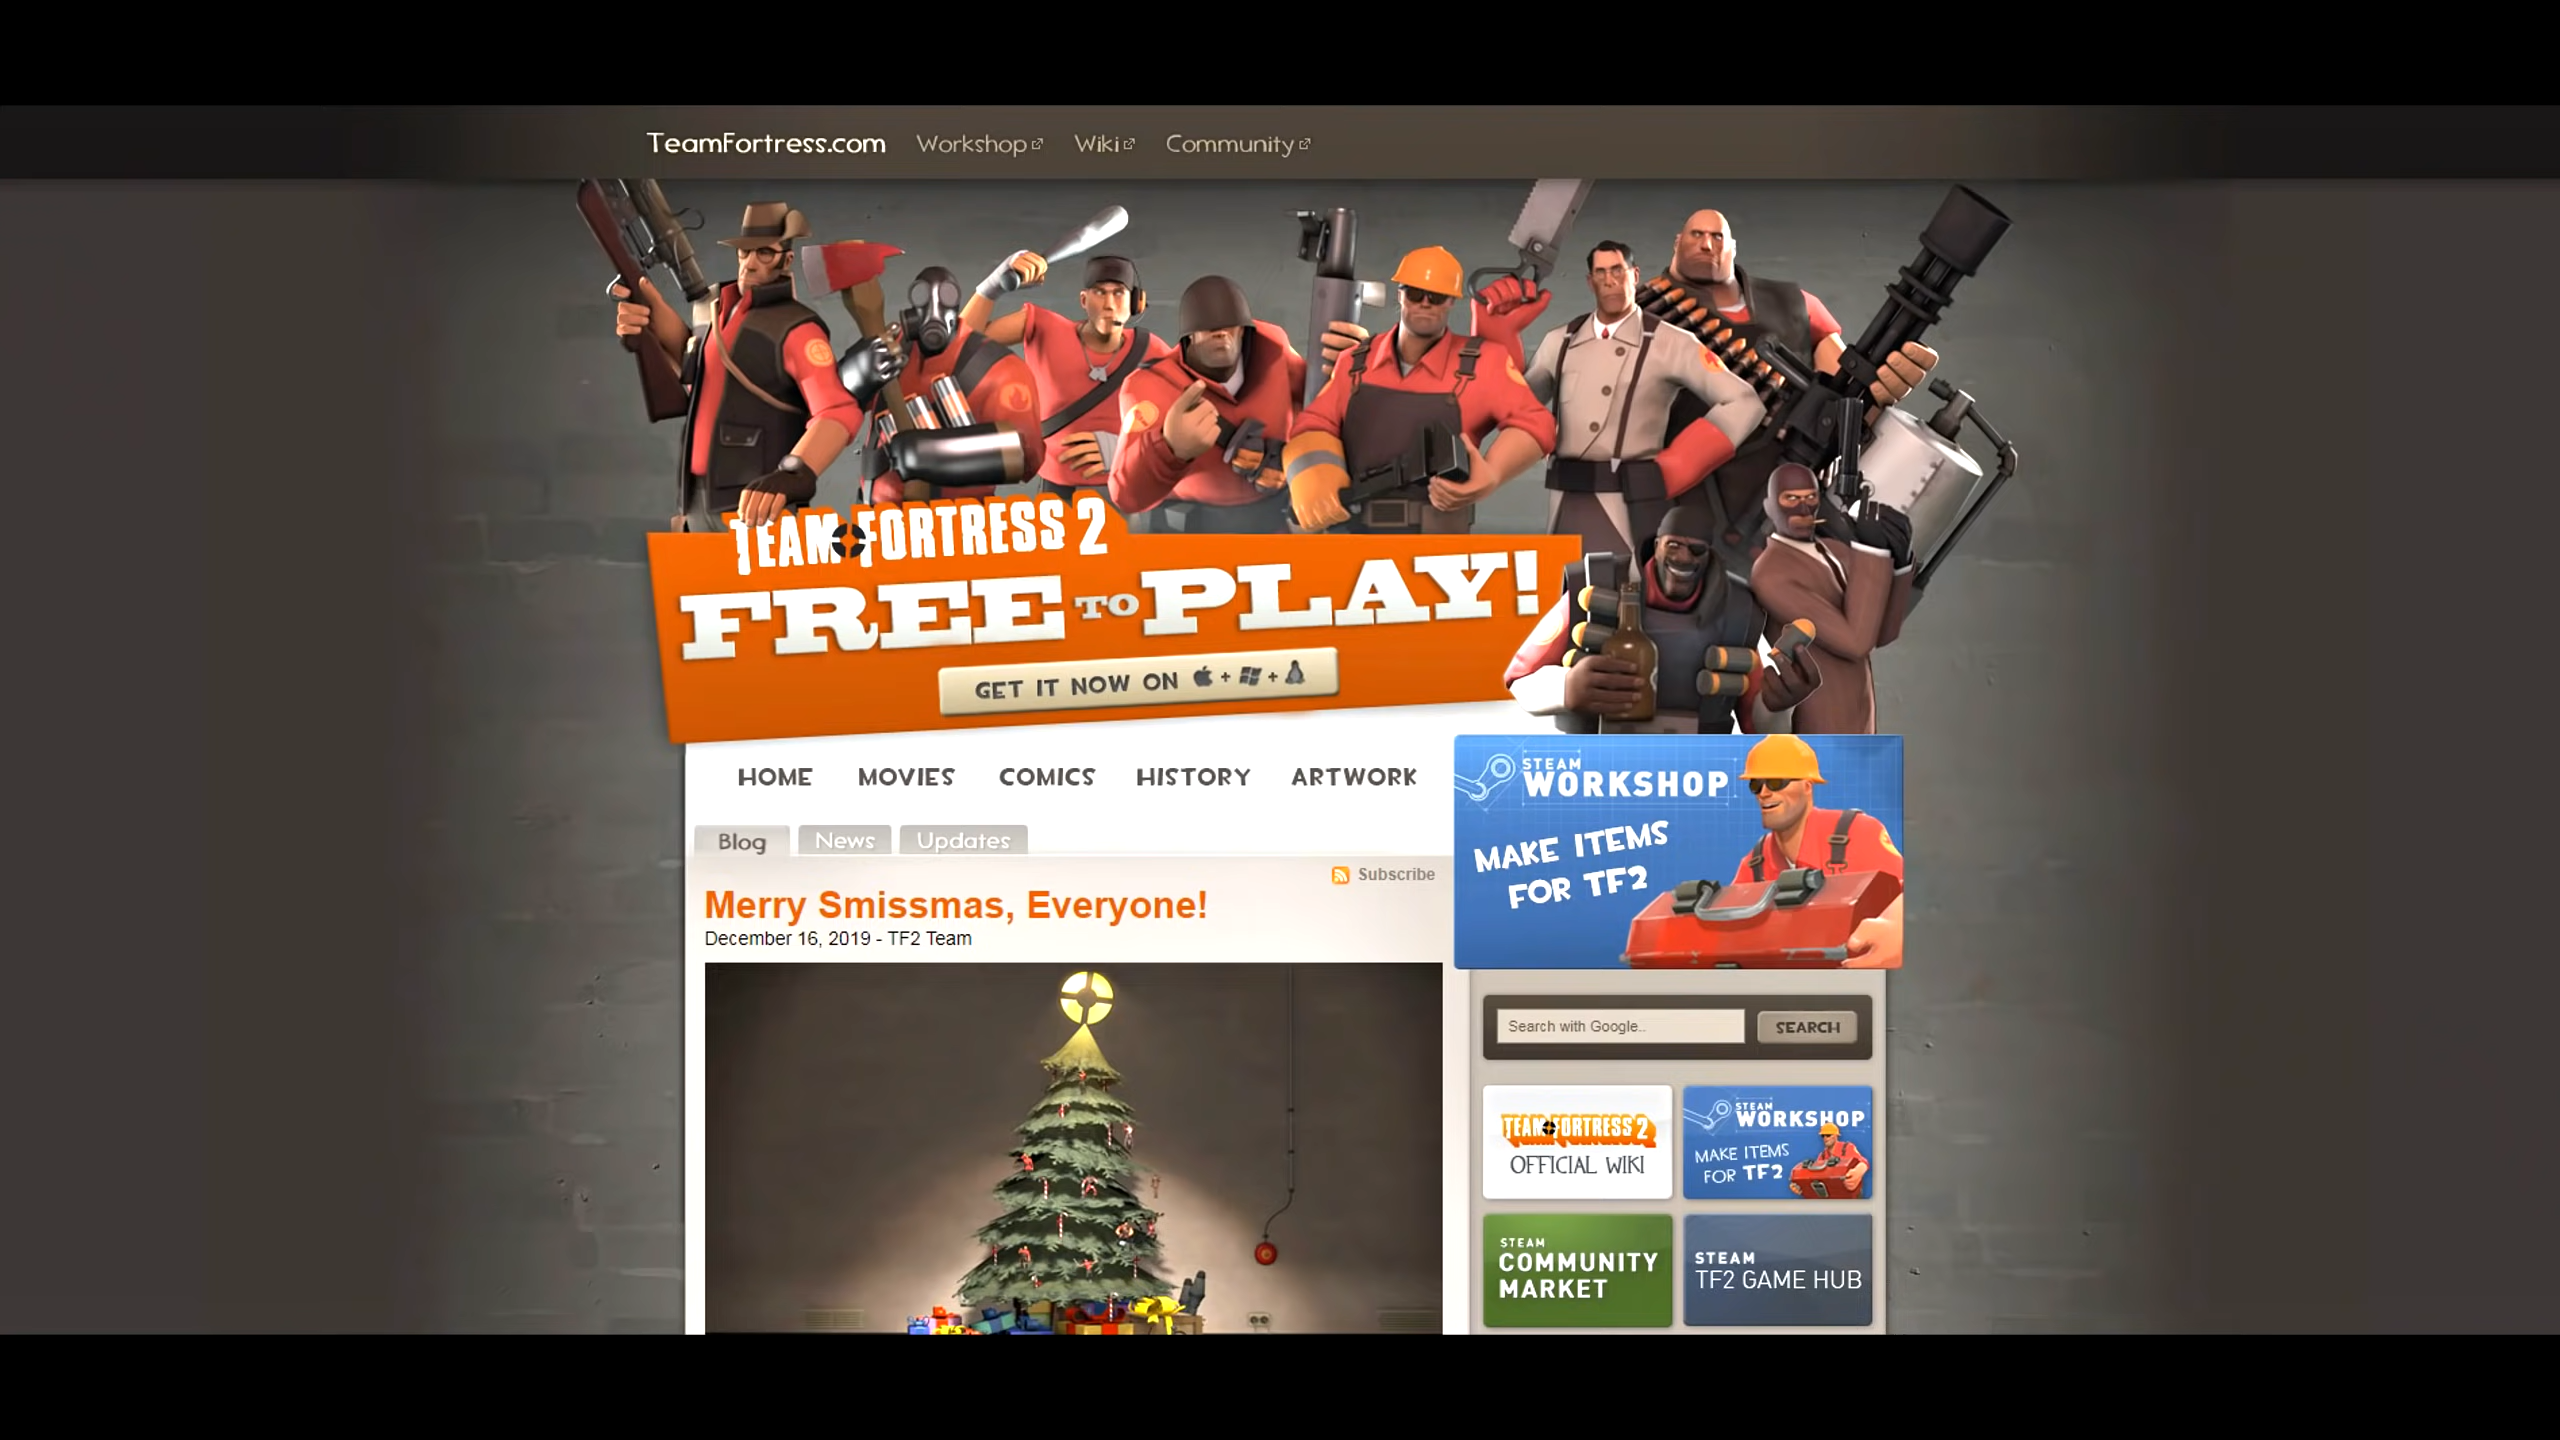 TeamFortress.com Workshop Wiki Community
TEAM FORTRESS 2
FREE TO PLAY!
GET IT NOW ON + +
HOME MOVIES COMICS HISTORY ARTWORK
STEAM
WORKSHOP
MAKE ITEMS
FOR TF2
Blog News Updates
Subscribe
Merry Smissmas, Everyone!
December 16, 2019 - TF2 Team
Search with Google.. SEARCH
TEAM FORTRESS 2
OFFICIAL WIKI
STEAM
WORKSHOP
MAKE ITEMS
FOR TF2
STEAM
COMMUNITY
MARKET
STEAM
TF2 GAME HUB